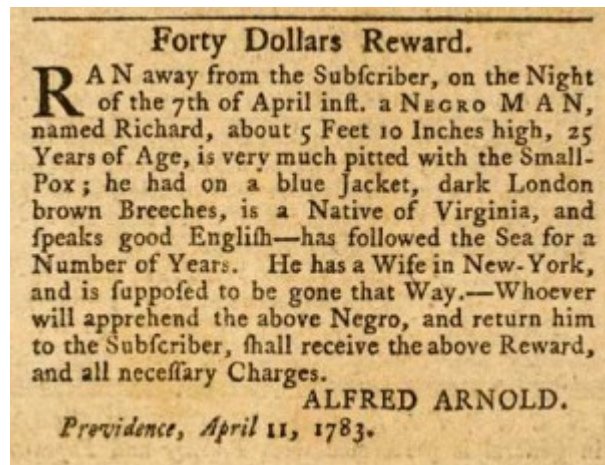 Forty Dollars Reward.
RAN away from the Subſcriber, on the Night
of the 7th of April inſt. a NEGRO MAN,
named Richard, about 5 Feet 10 Inches high, 25
Years of Age, is very much pitted with the Small-
Pox; he had on a blue Jacket, dark London
brown Breeches, is a Native of Virginia, and
ſpeaks good Engliſh—has followed the Sea for a
Number of Years. He has a Wife in New-York,
and is ſuppoſed to be gone that Way.—Whoever
will apprehend the above Negro, and return him
to the Subſcriber, ſhall receive the above Reward,
and all neceſſary Charges.
ALFRED ARNOLD.
Providence, April 11, 1783.